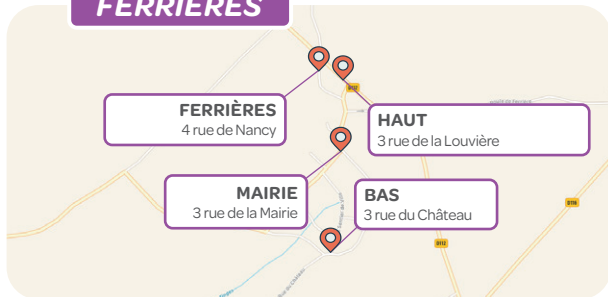 FERRIÈRES
FERRIÈRES
4 rue de Nancy
HAUT
3 rue de la Louvière
MAIRIE
3 rue de la Mairie
BAS
3 rue du Château
D112